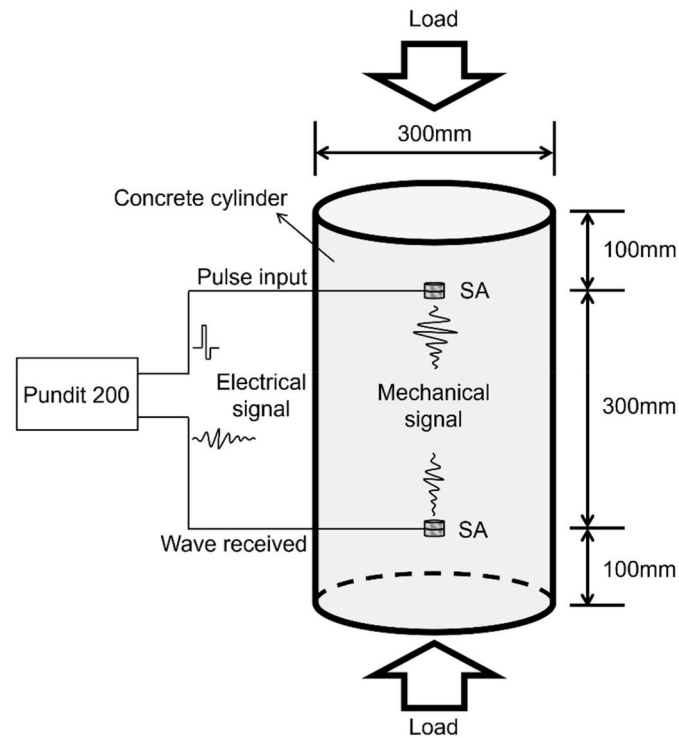 Load
300mm
Concrete cylinder
100mm
Pulse input
SA
Pundit 200
Electrical
signal
Mechanical
signal
300mm
Wave received
SA
100mm
Load